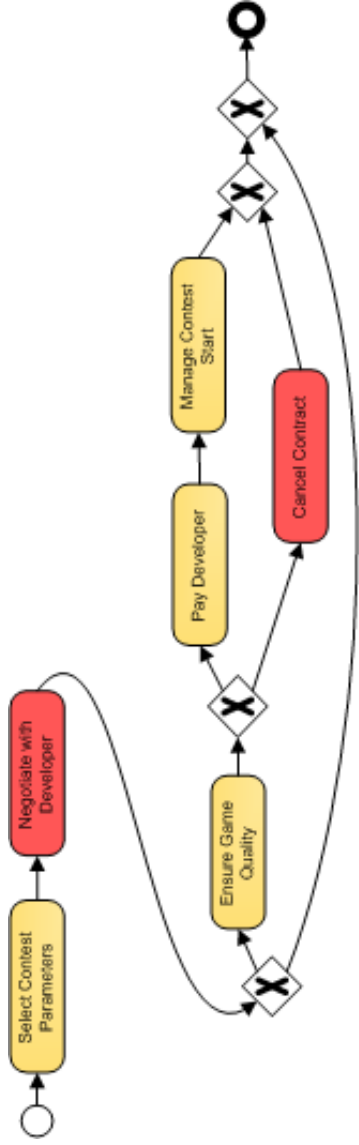 Select Contest
Parameters
Negotiate with
Developer
Ensure Game
Quality
Pay Developer
Manage Contest
Start
Cancel Contract